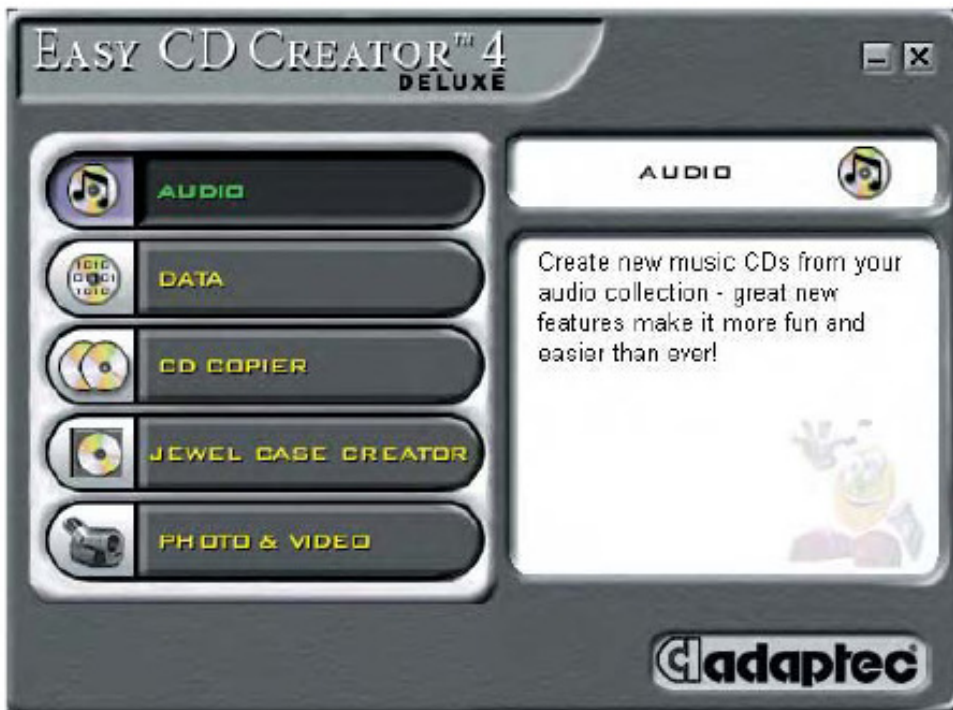 EASY CD CREATOR™ 4
DELUXE
AUDIO
DATA
CD COPIER
JEWEL CASE CREATOR
PHOTO & VIDEO
AUDIO
Create new music CDs from your
audio collection - great new
features make it more fun and
easier than ever!
adaptec